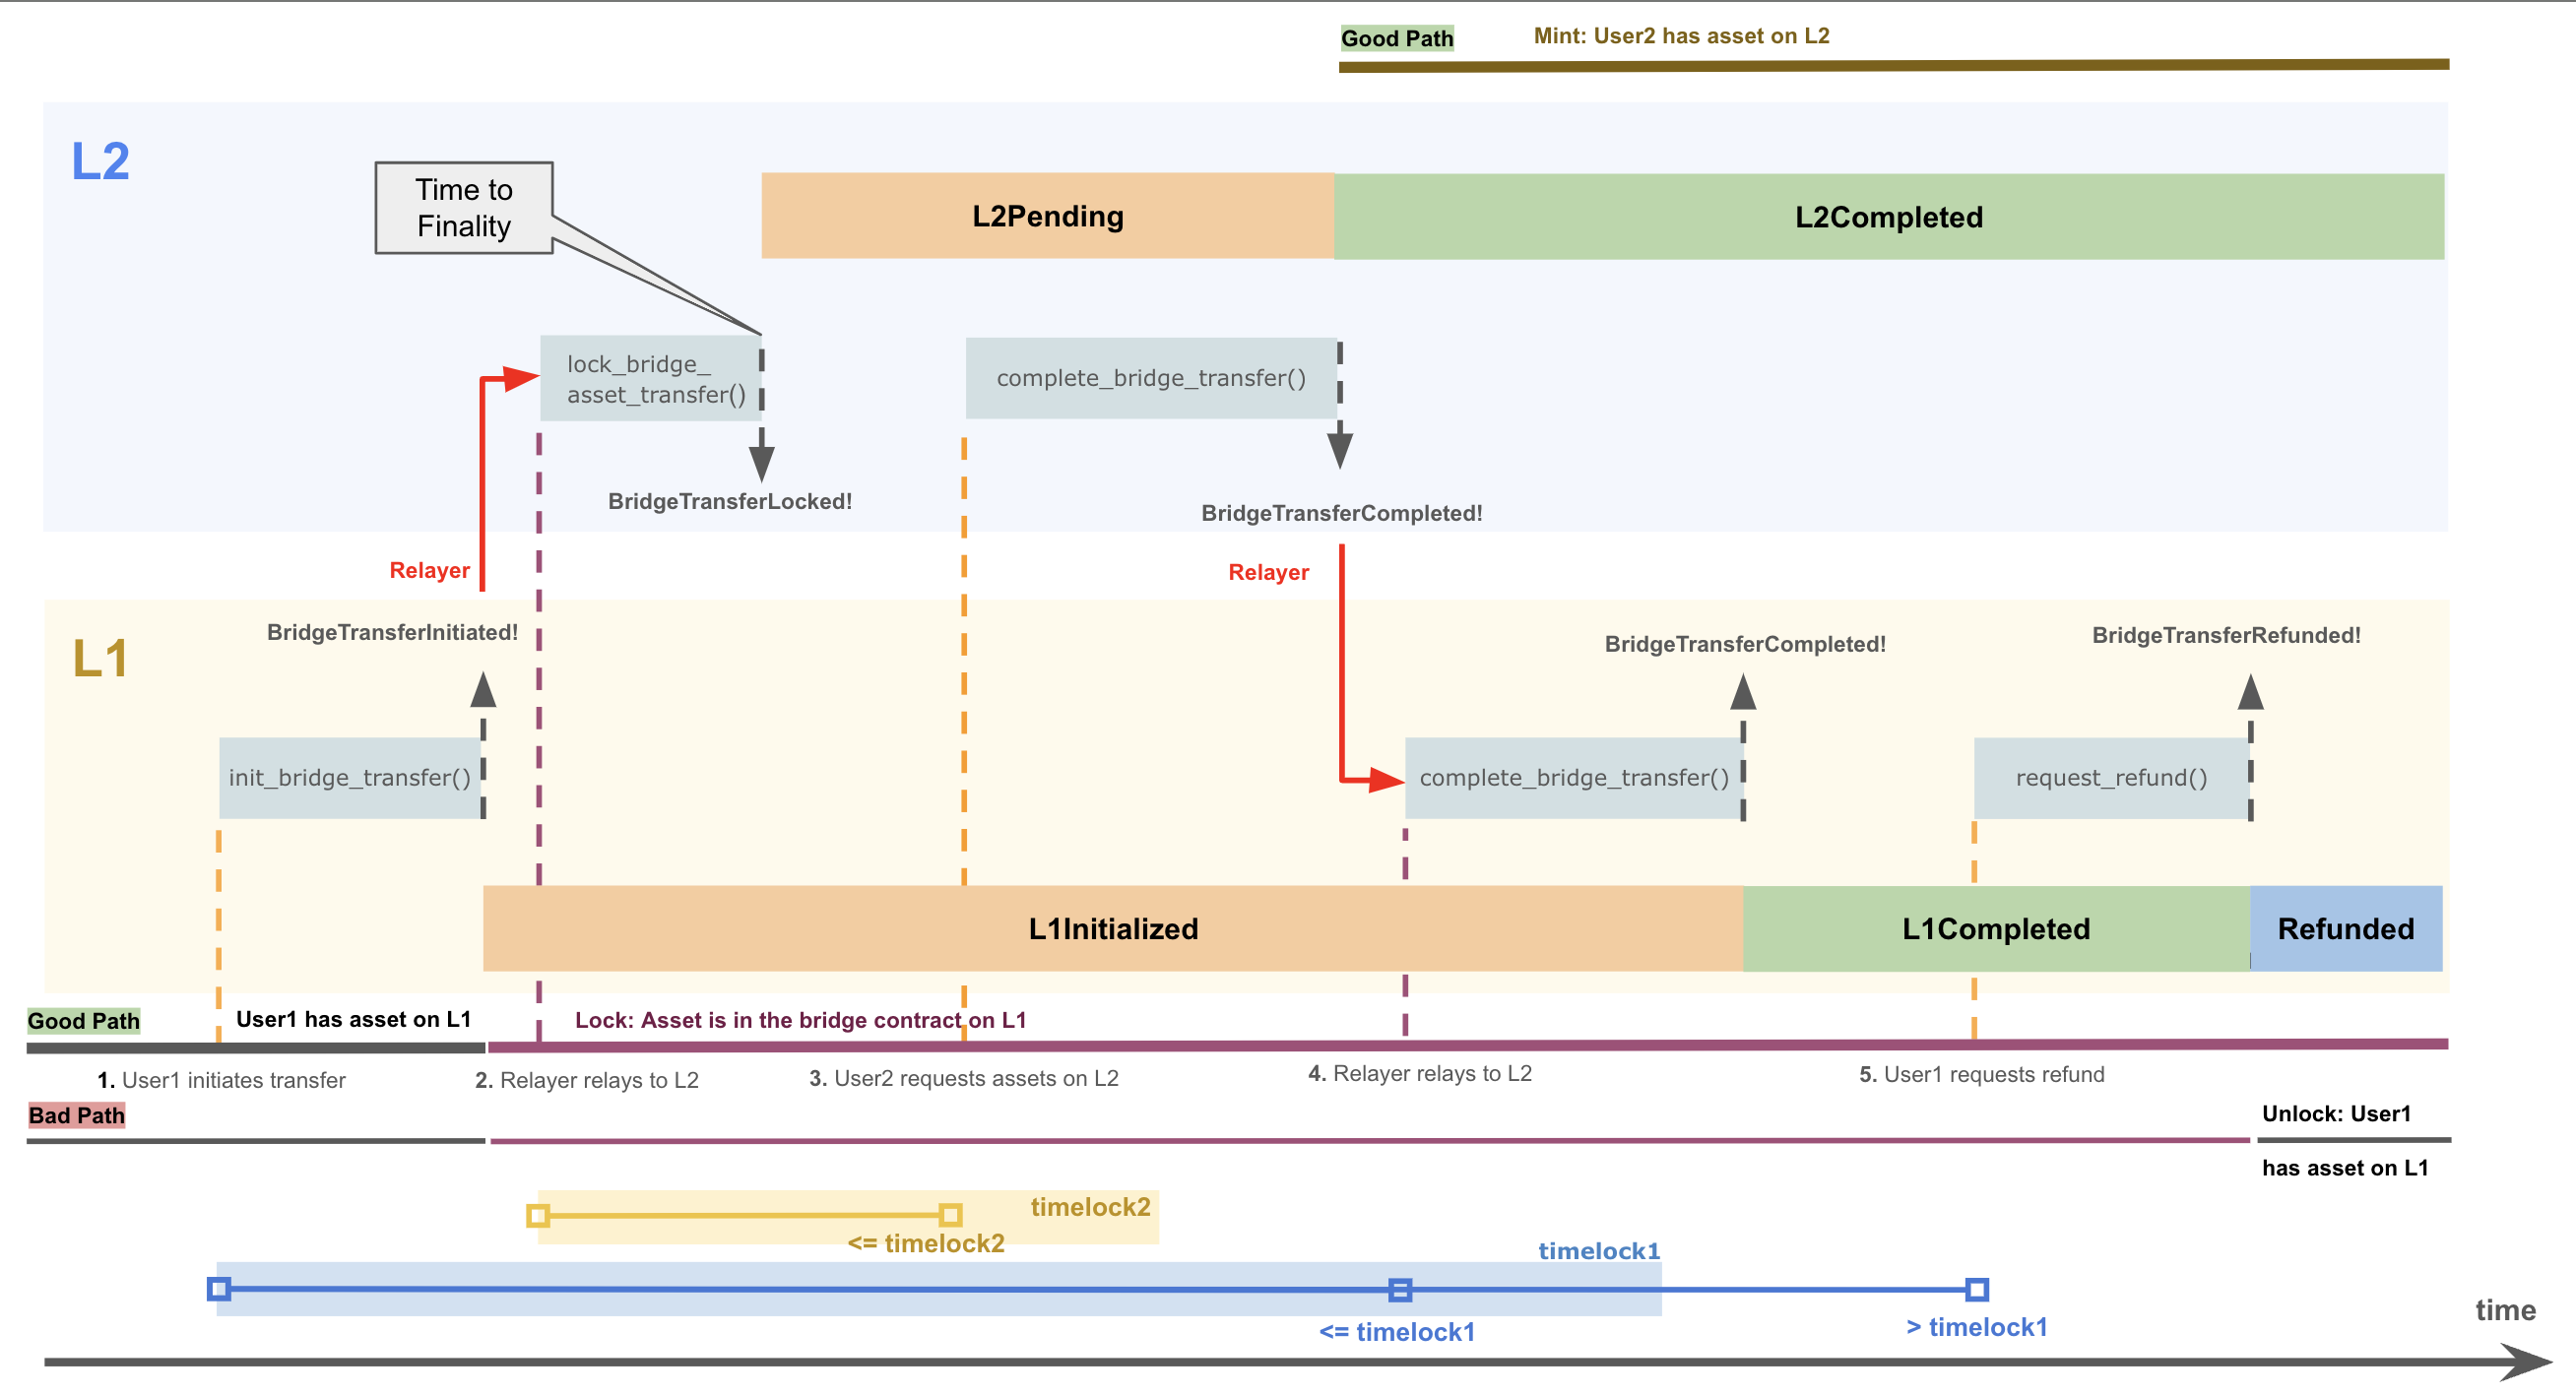 Good Path
Mint: User2 has asset on L2
L2
Time to
Finality
L2Pending
L2Completed
lock_bridge_
asset_transfer()
complete_bridge_transfer()
BridgeTransferLocked!
BridgeTransferCompleted!
Relayer
Relayer
L1
BridgeTransferInitiated!
BridgeTransferCompleted!
BridgeTransferRefunded!
init_bridge_transfer()
complete_bridge_transfer()
request_refund()
L1Initialized
L1Completed
Refunded
Good Path
User1 has asset on L1
Lock: Asset is in the bridge contract on L1
1. User1 initiates transfer
2. Relayer relays to L2
3. User2 requests assets on L2
4. Relayer relays to L2
5. User1 requests refund
Bad Path
Unlock: User1
has asset on L1
timelock2
<= timelock2
timelock1
<= timelock1
> timelock1
time